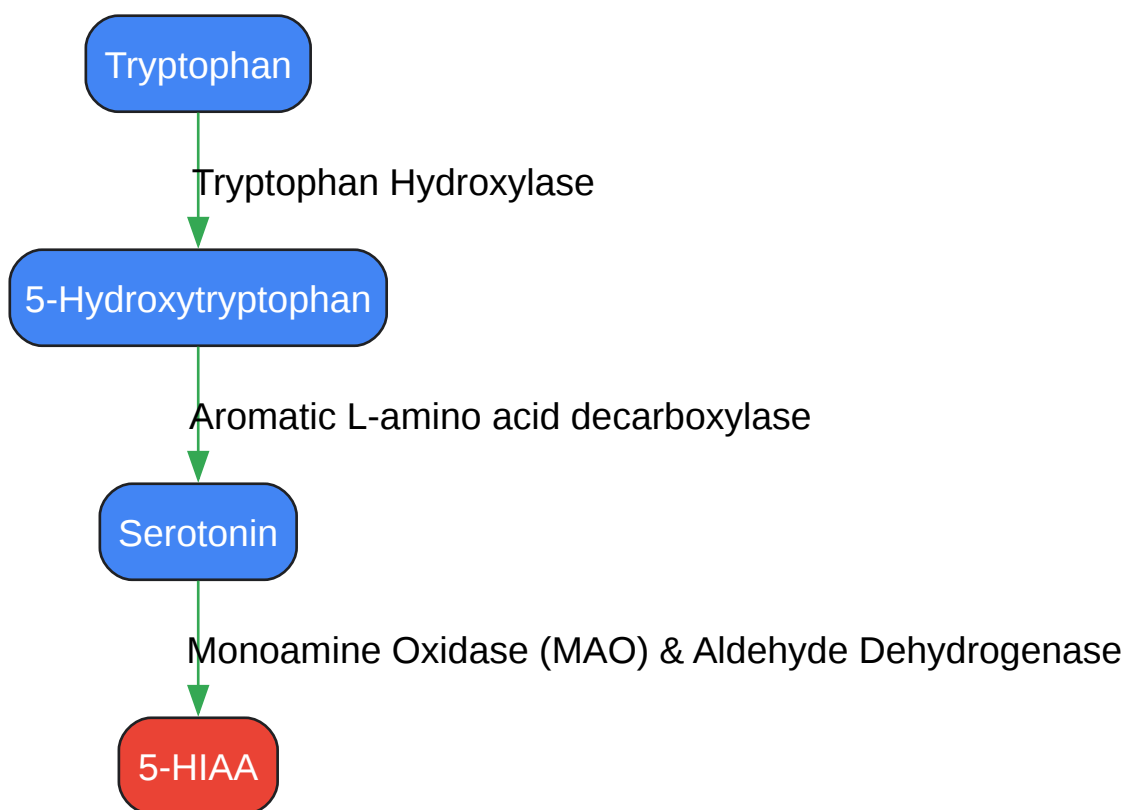 Tryptophan
Tryptophan Hydroxylase
5-Hydroxytryptophan
Aromatic L-amino acid decarboxylase
Serotonin
Monoamine Oxidase (MAO) & Aldehyde Dehydrogenase
5-HIAA